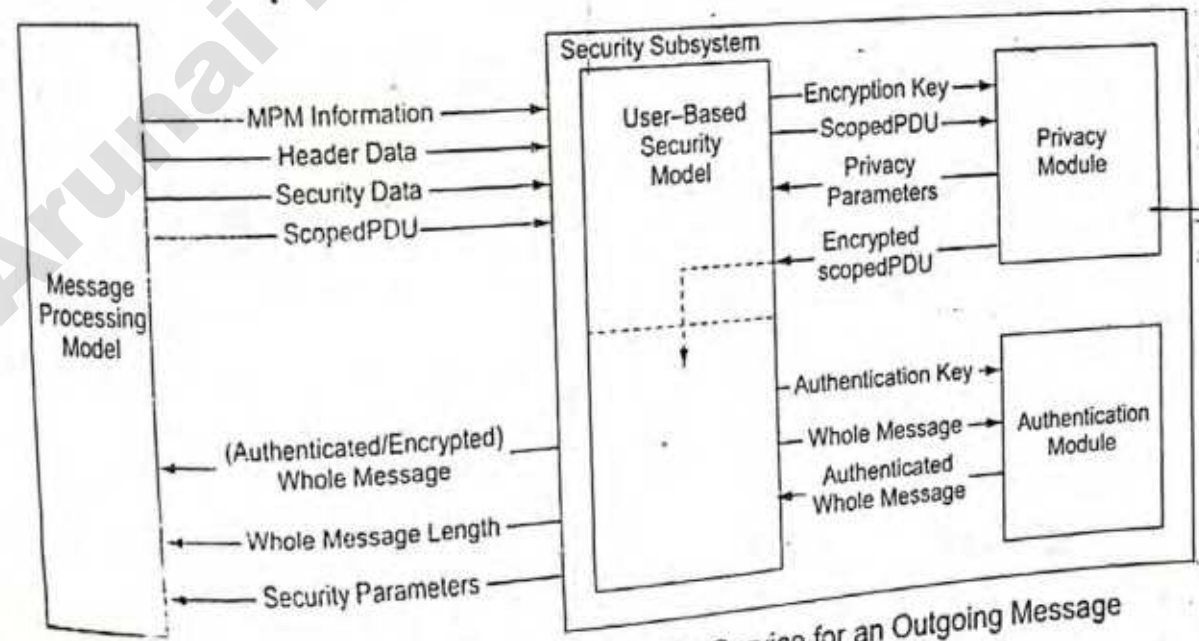 Arunai
Security Subsystem
MPM Information
Header Data
Security Data
ScopedPDU
Message
Processing
Model
(Authenticated/Encrypted)
Whole Message
Whole Message Length
Security Parameters
User–Based
Security
Model
Encryption Key
ScopedPDU
Privacy
Parameters
Encrypted
scopedPDU
Privacy
Module
Authentication Key
Whole Message
Authenticated
Whole Message
Authentication
Module
Service for an Outgoing Message